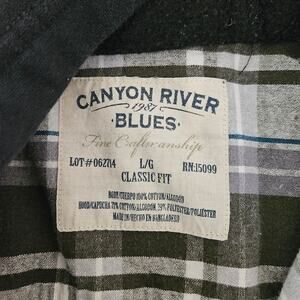 CANYON RIVER
1987
BLUES
Fine Craftsmanship
LOT#062714 L/G RN:15099
CLASSIC FIT
BODY/CUERPO 100% COTTON/ALGODON
HOOD/CAPUCHA 71% COTTON/ALGODON 29% POLYESTER/POLIESTER
MADE IN/HECHO EN BANGLADESH